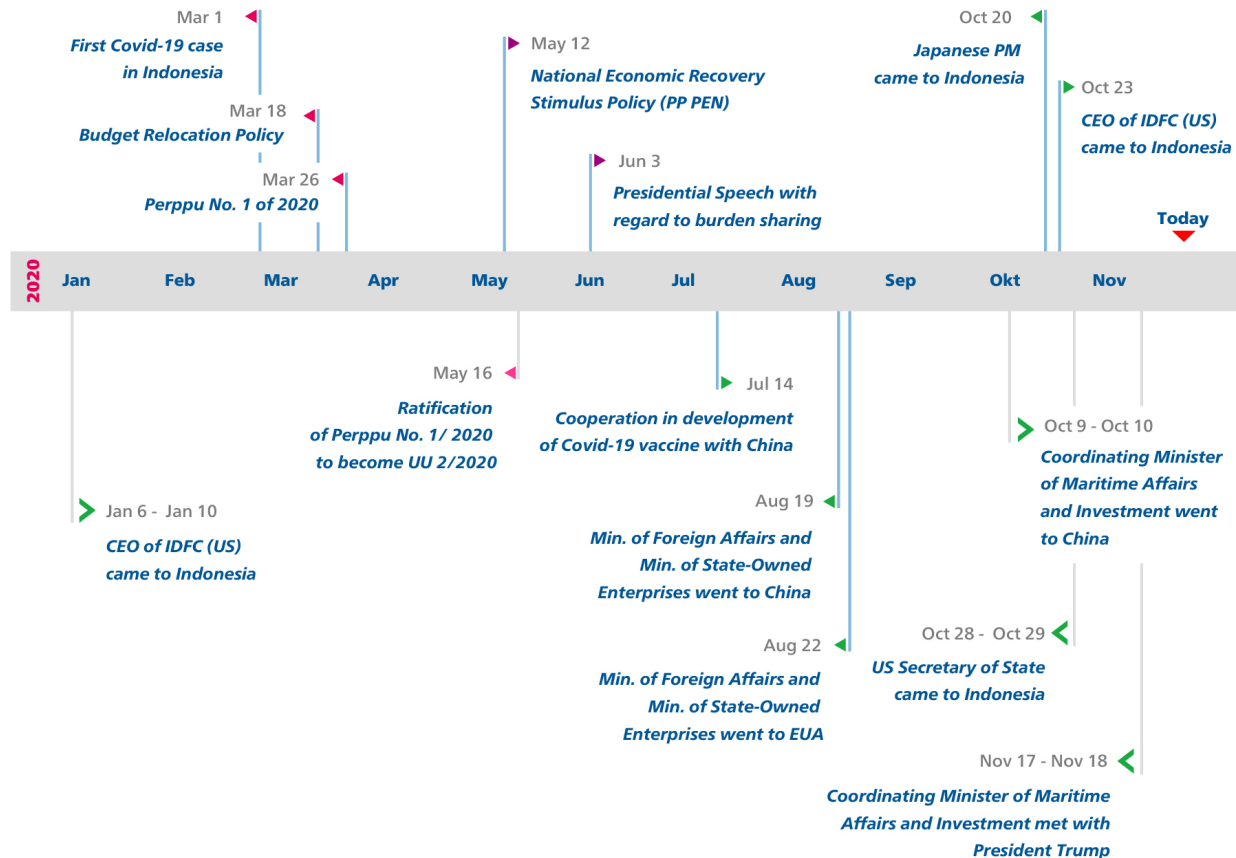 Mar 1
First Covid-19 case
in Indonesia
Mar 18
Budget Relocation Policy
Mar 26
Perppu No. 1 of 2020
May 12
National Economic Recovery
Stimulus Policy (PP PEN)
Jun 3
Presidential Speech with
regard to burden sharing
Oct 20
Japanese PM
came to Indonesia
Oct 23
CEO of IDFC (US)
came to Indonesia
Today
2020 Jan Feb Mar Apr May Jun Jul Aug Sep Okt Nov
Jan 6 - Jan 10
CEO of IDFC (US)
came to Indonesia
May 16
Ratification
of Perppu No. 1/ 2020
to become UU 2/2020
Jul 14
Cooperation in development
of Covid-19 vaccine with China
Aug 19
Min. of Foreign Affairs and
Min. of State-Owned
Enterprises went to China
Aug 22
Min. of Foreign Affairs and
Min. of State-Owned
Enterprises went to EUA
Oct 9 - Oct 10
Coordinating Minister
of Maritime Affairs
and Investment went
to China
Oct 28 - Oct 29
US Secretary of State
came to Indonesia
Nov 17 - Nov 18
Coordinating Minister of Maritime
Affairs and Investment met with
President Trump